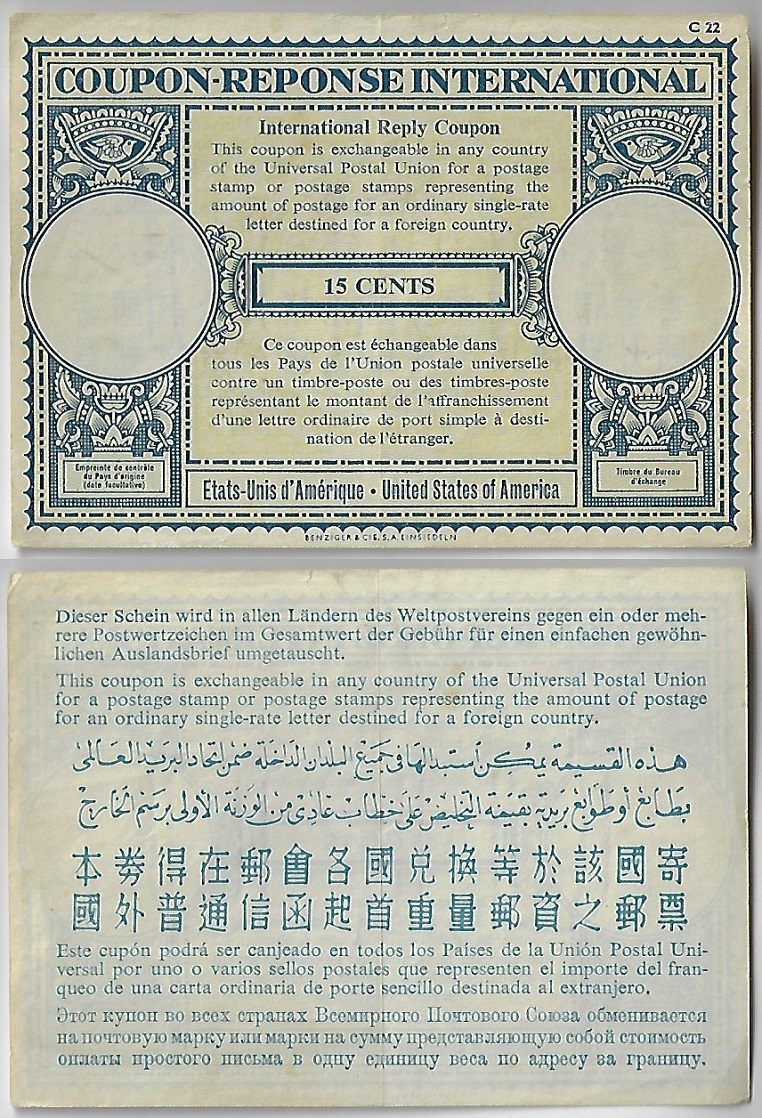 C 22
COUPON-REPONSE INTERNATIONAL
International Reply Coupon
This coupon is exchangeable in any country
of the Universal Postal Union for a postage
stamp or postage stamps representing the
amount of postage for an ordinary single-rate
letter destined for a foreign country.
15 CENTS
Ce coupon est échangeable dans
tous les Pays de l'Union postale universelle
contre un timbre-poste ou des timbres-poste
représentant le montant de l'affranchissement
d'une lettre ordinaire de port simple à desti-
nation de l'étranger.
Empreinte de contrôle
du Pays d'origine
(date facultative)
Timbre du Bureau
d'échange
Etats-Unis d'Amérique • United States of America
BENZIGER & CIE. S.A. EINSIEDELN
Dieser Schein wird in allen Ländern des Weltpostvereins gegen ein oder meh-
rere Postwertzeichen im Gesamtwert der Gebühr für einen einfachen gewöhn-
lichen Auslandsbrief umgetauscht.
This coupon is exchangeable in any country of the Universal Postal Union
for a postage stamp or postage stamps representing the amount of postage
for an ordinary single-rate letter destined for a foreign country.
هذه القسيمة يمكن استبدالها في جميع البلدان الداخلة ضمن اتحاد البريد العالمى
بطابع أو طوابع بريدية بقيمة التخليص على خطاب عادى من الوزنة الأولى برسم الخارج
本券得在郵會各國兑換等於該國寄
國外普通信函起首重量郵資之郵票
Este cupón podrá ser canjeado en todos los Países de la Unión Postal Uni-
versal por uno o varios sellos postales que representen el importe del fran-
queo de una carta ordinaria de porte sencillo destinada al extranjero.
Этот купон во всех странах Всемирного Почтового Союза обменивается
на почтовую марку или марки на сумму представляющую собой стоимость
оплаты простого письма в одну единицу веса по адресу за границу.